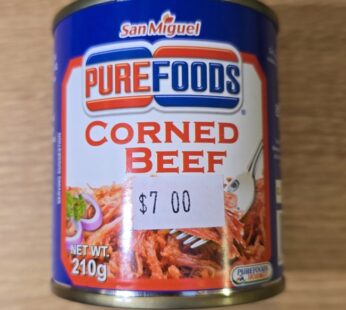 San Miguel
PUREFOODS
CORNED
BEEF
$7 00
NET WT.
210g
PUREFOODS